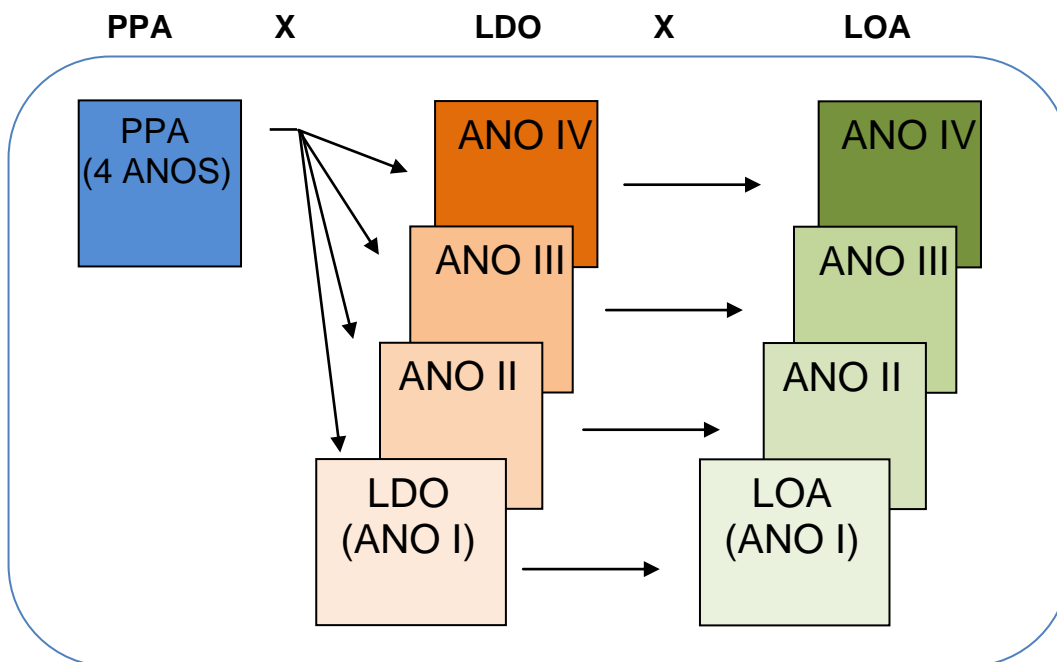 PPA X LDO X LOA
PPA
(4 ANOS)
ANO IV
ANO III
ANO II
LDO
(ANO I)
ANO IV
ANO III
ANO II
LOA
(ANO I)